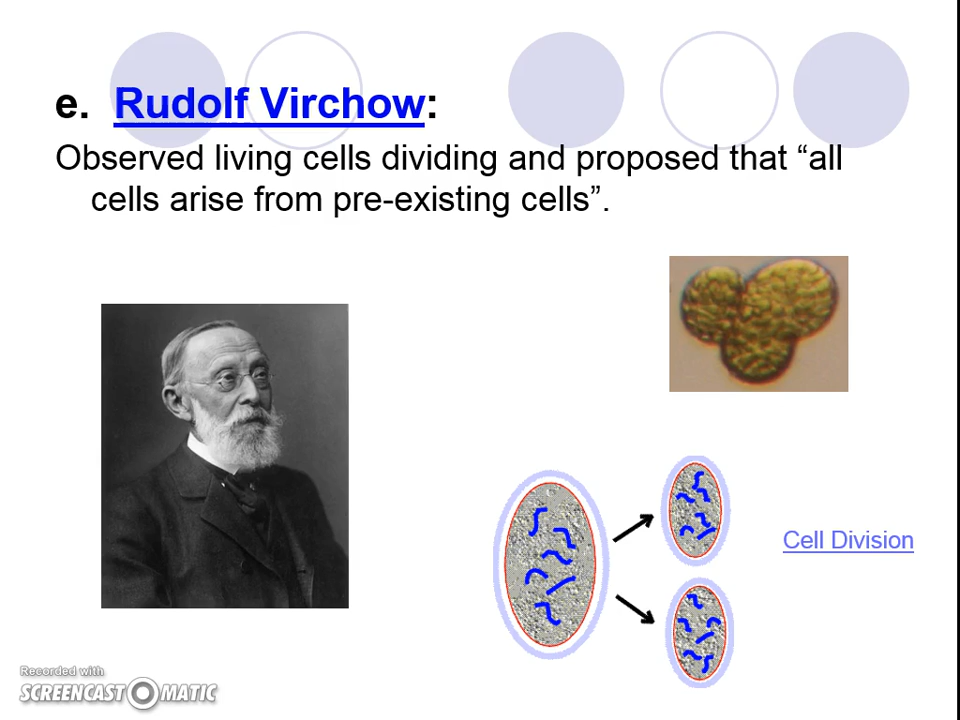 e. Rudolf Virchow:
Observed living cells dividing and proposed that “all
cells arise from pre-existing cells”.
Cell Division
Recorded with
SCREENCAST O MATIC